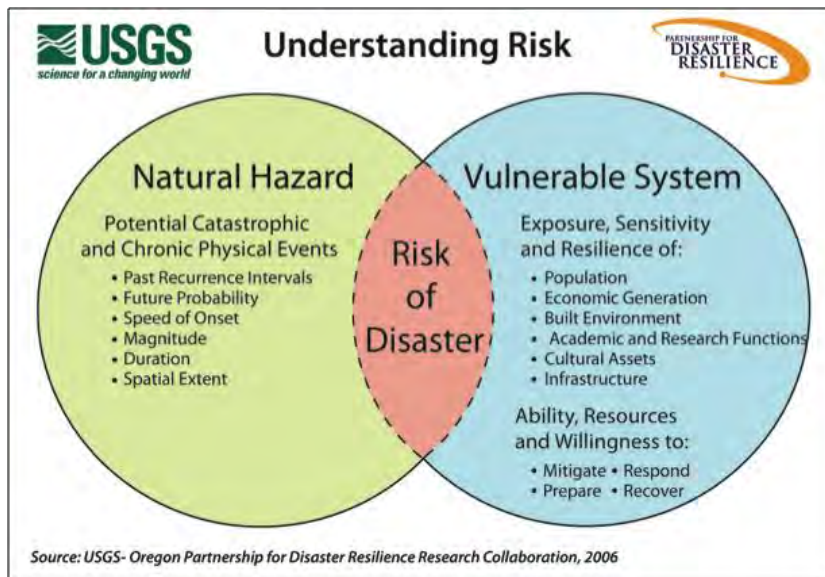 USGS
science for a changing world
Understanding Risk
PARTNERSHIP FOR
DISASTER
RESILIENCE
Natural Hazard
Potential Catastrophic
and Chronic Physical Events
• Past Recurrence Intervals
• Future Probability
• Speed of Onset
• Magnitude
• Duration
• Spatial Extent
Risk
of
Disaster
Vulnerable System
Exposure, Sensitivity
and Resilience of:
• Population
• Economic Generation
• Built Environment
• Academic and Research Functions
• Cultural Assets
• Infrastructure
Ability, Resources
and Willingness to:
• Mitigate • Respond
• Prepare • Recover
Source: USGS- Oregon Partnership for Disaster Resilience Research Collaboration, 2006